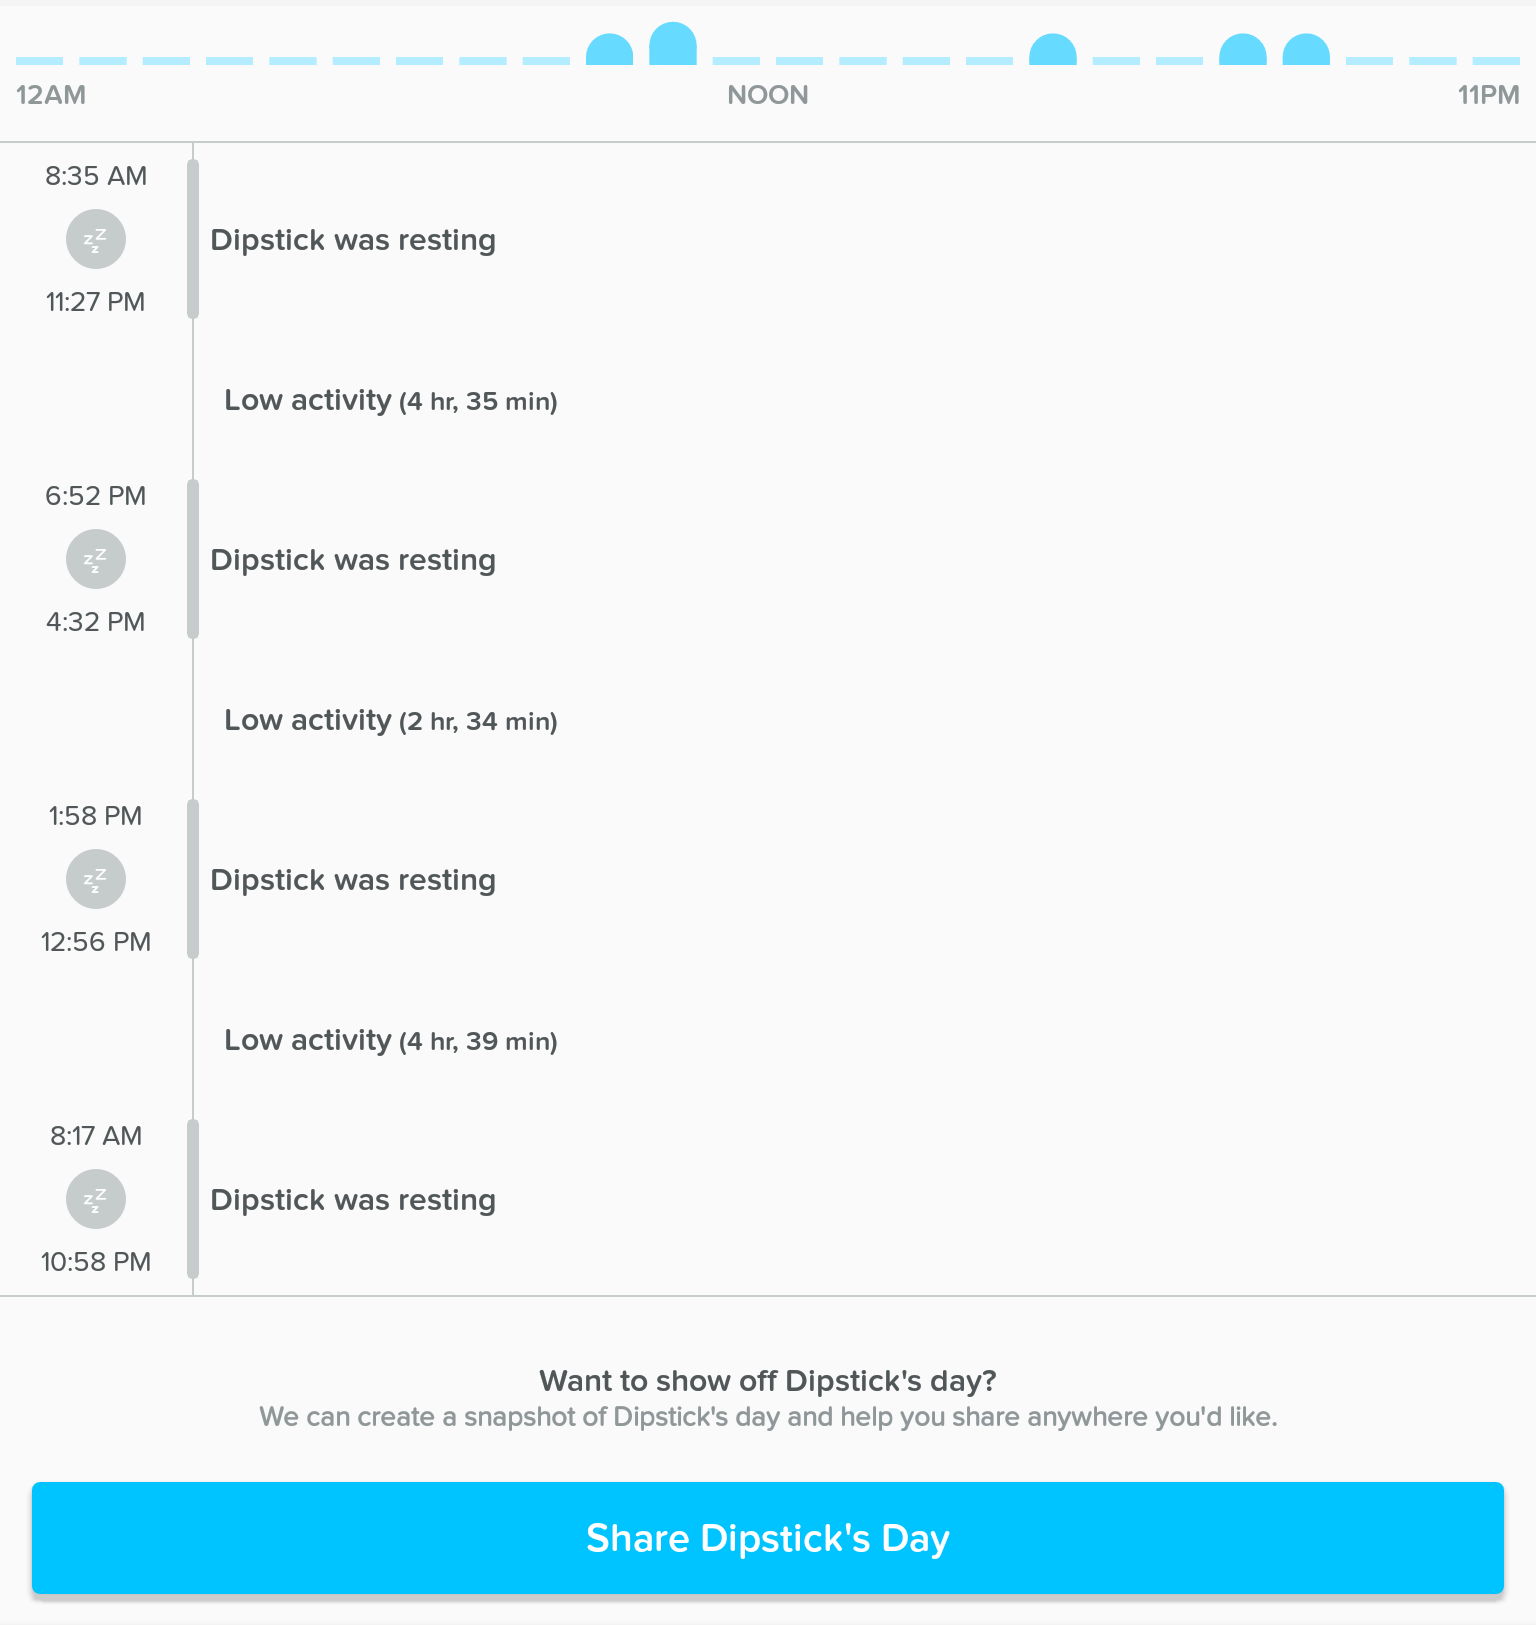 12AM NOON 11PM
8:35 AM
zzz
Dipstick was resting
11:27 PM
Low activity (4 hr, 35 min)
6:52 PM
zzz
Dipstick was resting
4:32 PM
Low activity (2 hr, 34 min)
1:58 PM
zzz
Dipstick was resting
12:56 PM
Low activity (4 hr, 39 min)
8:17 AM
zzz
Dipstick was resting
10:58 PM
Want to show off Dipstick's day?
We can create a snapshot of Dipstick's day and help you share anywhere you'd like.
Share Dipstick's Day